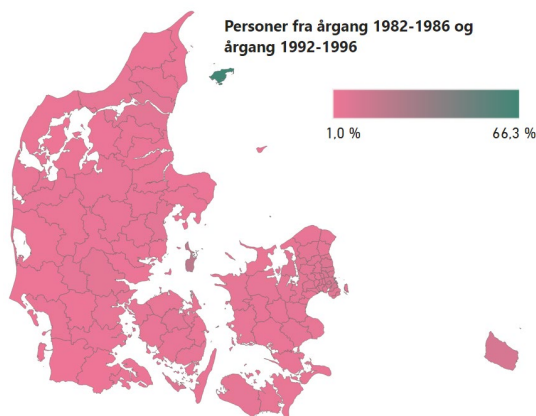 Personer fra årgang 1982-1986 og
årgang 1992-1996
1,0 %
66,3 %